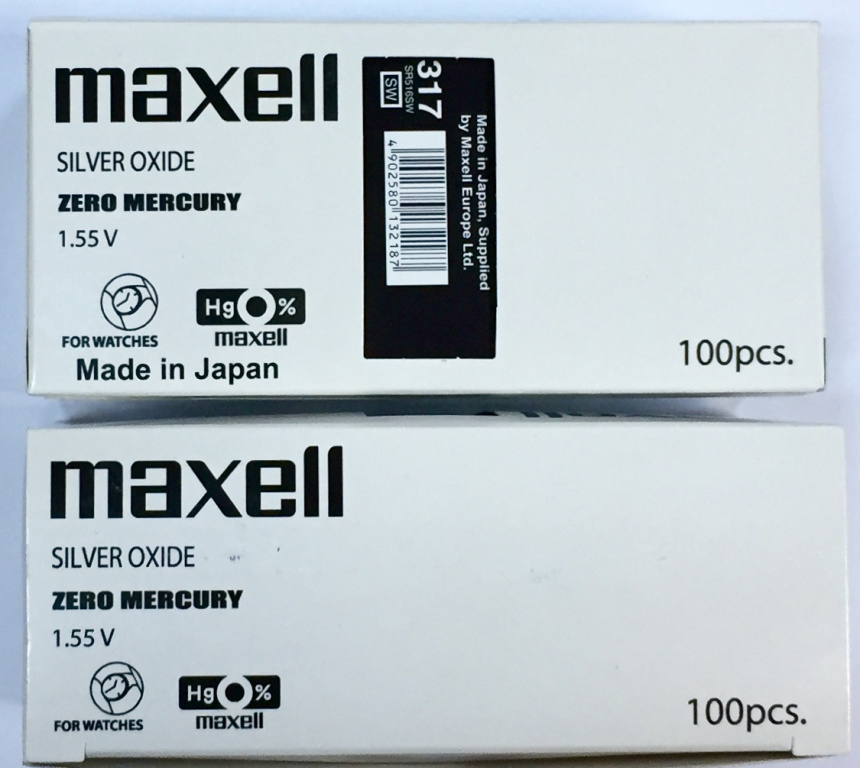 maxell
SILVER OXIDE
ZERO MERCURY
1.55 V
FOR WATCHES
Hg 0%
maxell
Made in Japan
317
SR516SW
SW
4 902580 132187
Made in Japan, Supplied
by Maxell Europe Ltd.
100pcs.
maxell
SILVER OXIDE
ZERO MERCURY
1.55 V
FOR WATCHES
Hg 0%
maxell
100pcs.